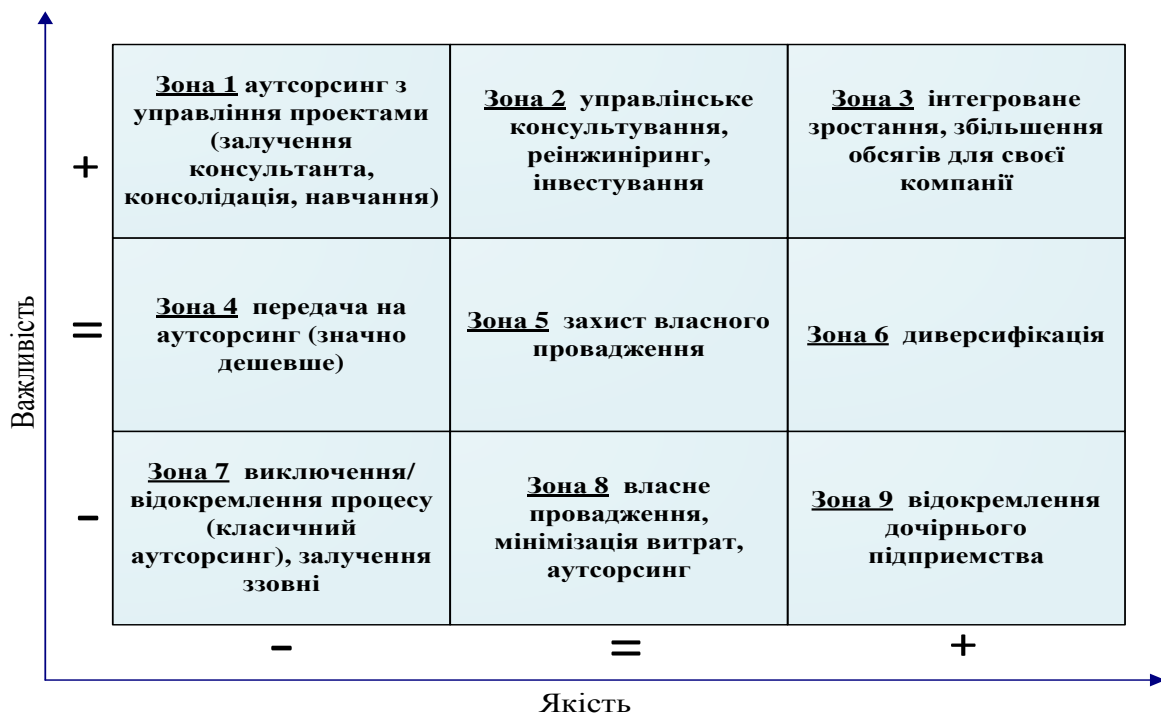 Зона 1 аутсорсинг з
управління проектами
(залучення
консультанта,
консолідація, навчання)
Зона 2 управлінське
консультування,
реінжиніринг,
інвестування
Зона 3 інтегроване
зростання, збільшення
обсягів для своєї
компанії
+
Зона 4 передача на
аутсорсинг (значно
дешевше)
Зона 5 захист власного
провадження
Зона 6 диверсифікація
=
Зона 7 виключення/
відокремлення процесу
(класичний
аутсорсинг), залучення
ззовні
Зона 8 власне
провадження,
мінімізація витрат,
аутсорсинг
Зона 9 відокремлення
дочірнього
підприємства
-
Важливість
- = +
Якість